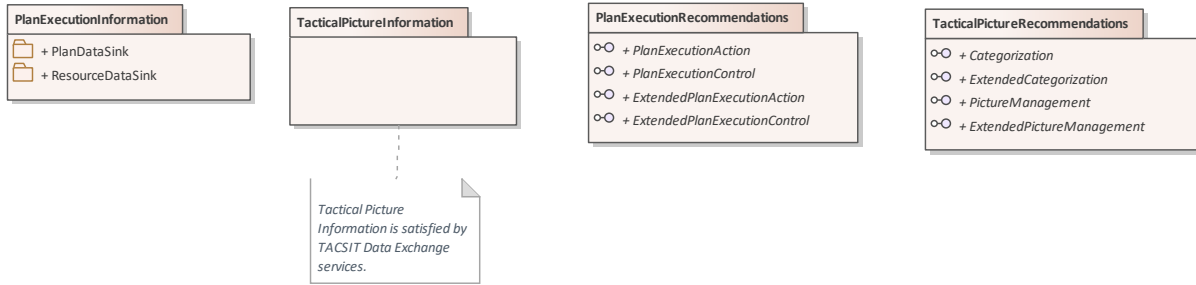 PlanExecutionInformation
+ PlanDataSink
+ ResourceDataSink
TacticalPictureInformation
Tactical Picture
Information is satisfied by
TACSIT Data Exchange
services.
PlanExecutionRecommendations
+ PlanExecutionAction
+ PlanExecutionControl
+ ExtendedPlanExecutionAction
+ ExtendedPlanExecutionControl
TacticalPictureRecommendations
+ Categorization
+ ExtendedCategorization
+ PictureManagement
+ ExtendedPictureManagement